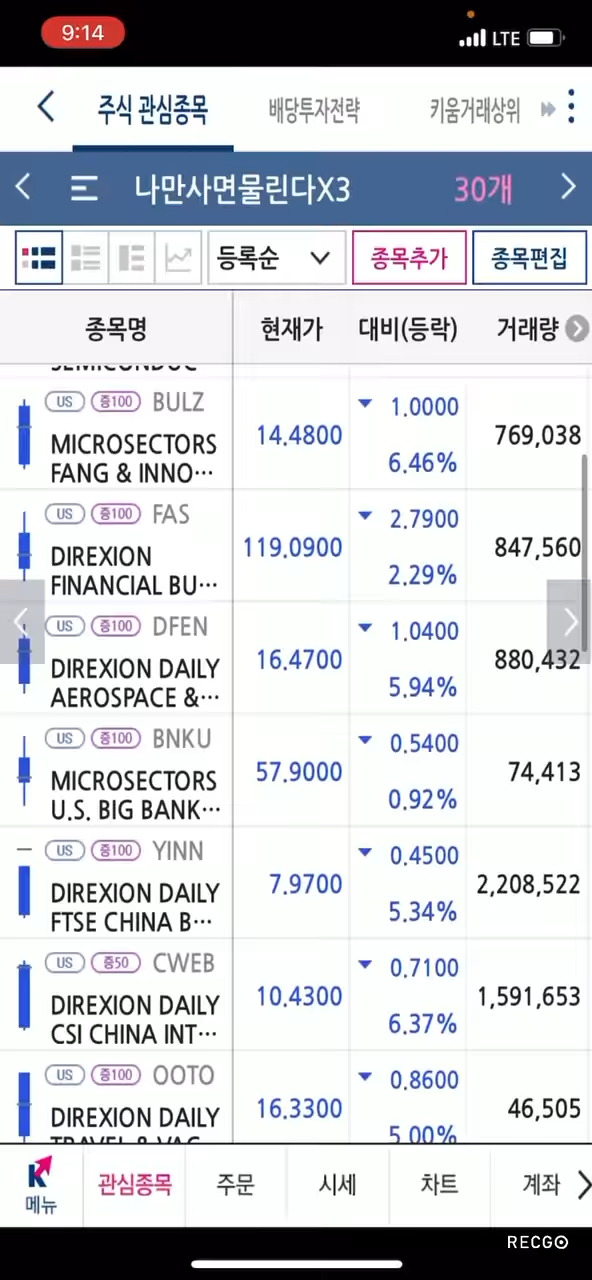 9:14
LTE
주식 관심종목
배당투자전략
키움거래상위
나만사면물린다X3
30개
등록순
종목추가
종목편집
종목명
현재가
대비(등락)
거래량
SEMICONDUC
US 증100 BULZ
MICROSECTORS
FANG & INNO···
14.4800
1.0000
6.46%
769,038
US 증100 FAS
DIREXION
FINANCIAL BU···
119.0900
2.7900
2.29%
847,560
US 증100 DFEN
DIREXION DAILY
AEROSPACE &···
16.4700
1.0400
5.94%
880,432
US 증100 BNKU
MICROSECTORS
U.S. BIG BANK···
57.9000
0.5400
0.92%
74,413
US 증100 YINN
DIREXION DAILY
FTSE CHINA B···
7.9700
0.4500
5.34%
2,208,522
US 증50 CWEB
DIREXION DAILY
CSI CHINA INT···
10.4300
0.7100
6.37%
1,591,653
US 증100 OOTO
DIREXION DAILY
TRAVEL & VAC
16.3300
0.8600
5.00%
46,505
메뉴
관심종목
주문
시세
차트
계좌
RECGO